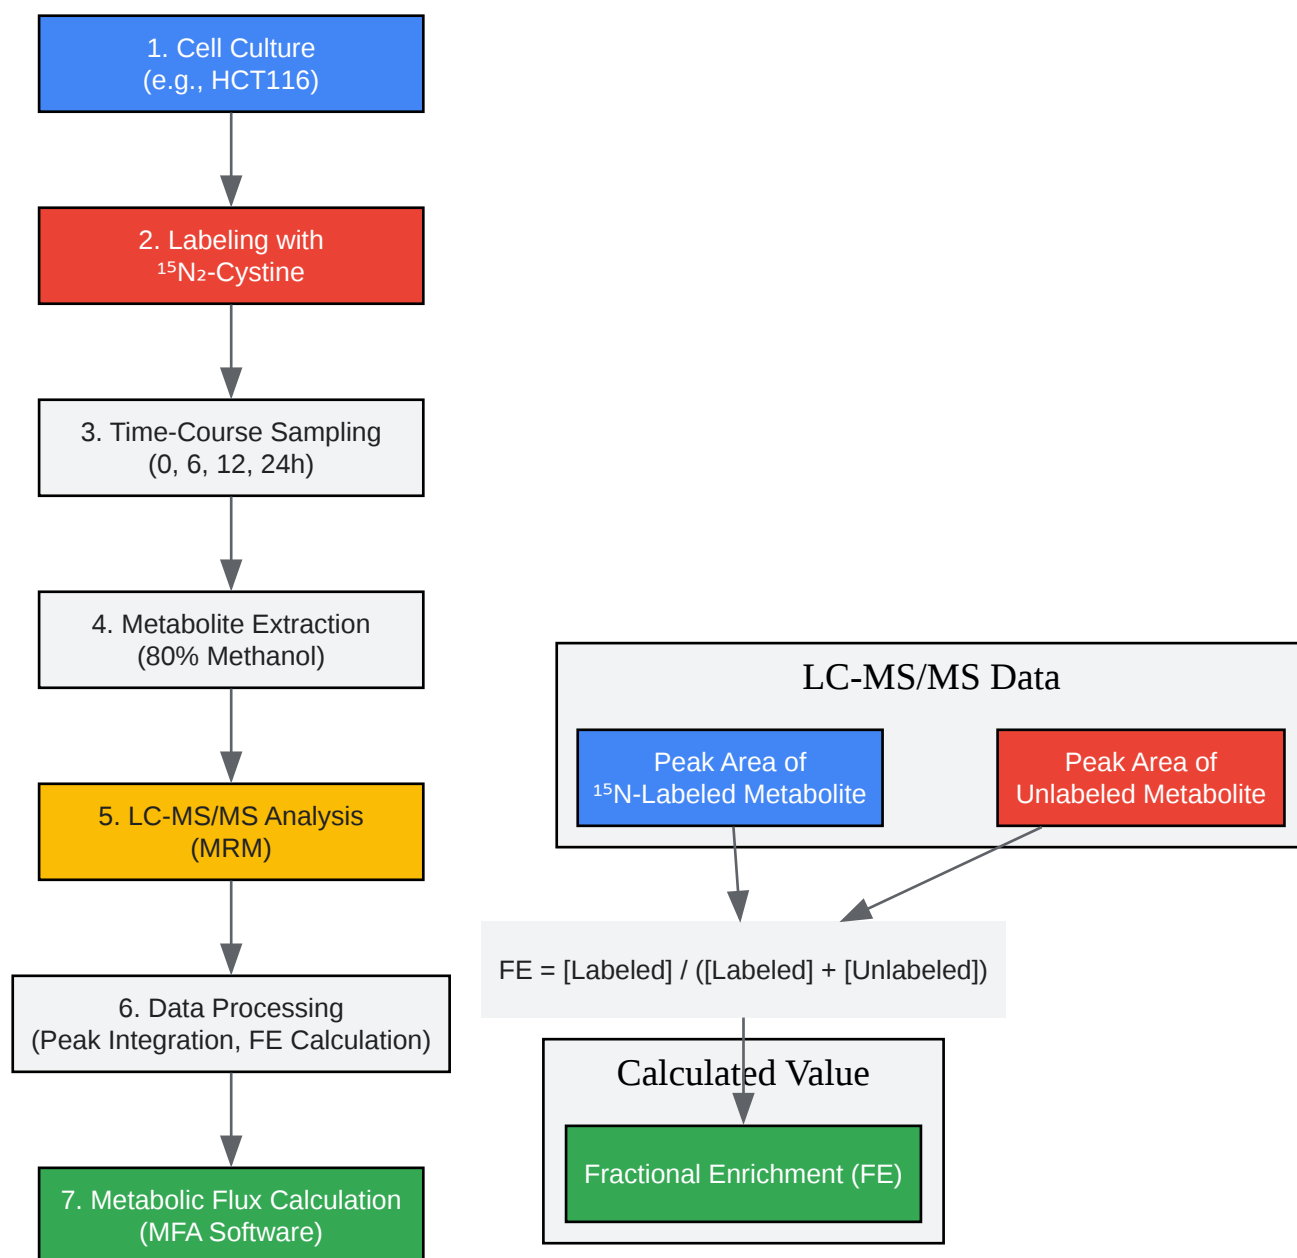 1. Cell Culture
(e.g., HCT116)
2. Labeling with
¹⁵N₂-Cystine
3. Time-Course Sampling
(0, 6, 12, 24h)
4. Metabolite Extraction
(80% Methanol)
5. LC-MS/MS Analysis
(MRM)
6. Data Processing
(Peak Integration, FE Calculation)
7. Metabolic Flux Calculation
(MFA Software)
LC-MS/MS Data
Peak Area of
¹⁵N-Labeled Metabolite
Peak Area of
Unlabeled Metabolite
FE = [Labeled] / ([Labeled] + [Unlabeled])
Calculated Value
Fractional Enrichment (FE)